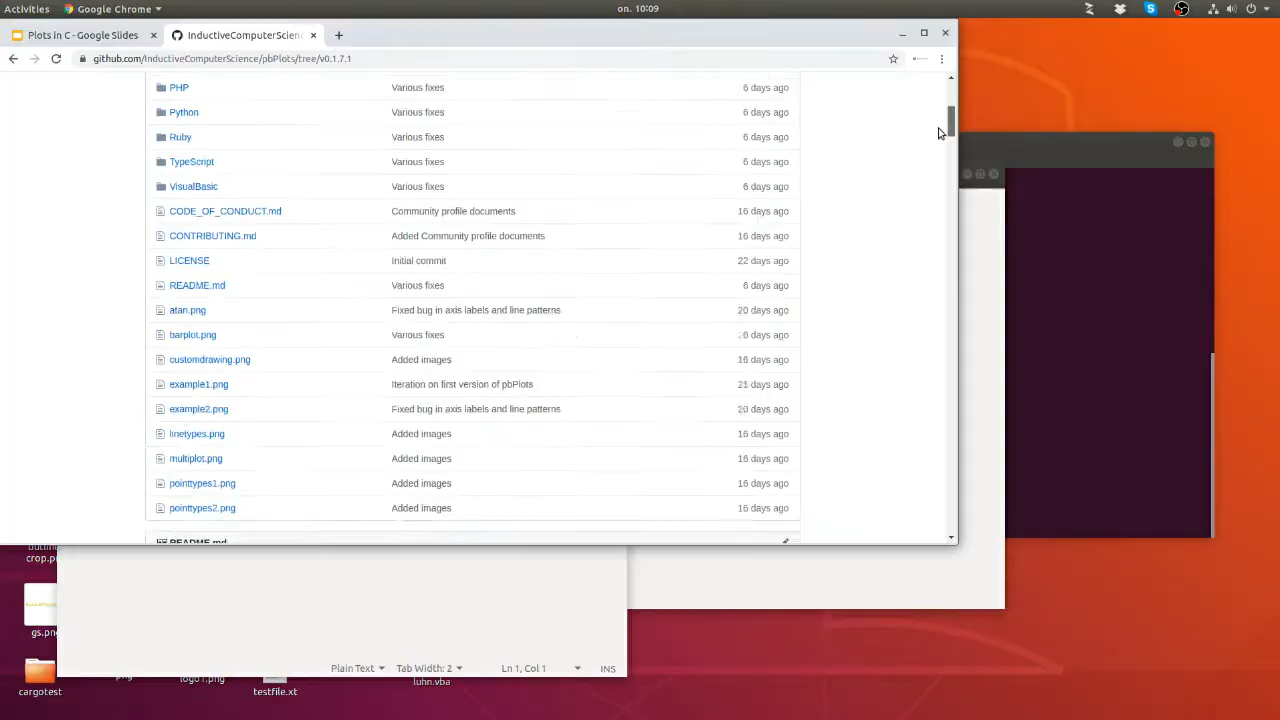 Activities Google Chrome on. 10:09
Plots in C - Google Slides InductiveComputerScien
github.com/InductiveComputerScience/pbPlots/tree/v0.1.7.1
PHP Various fixes 6 days ago
Python Various fixes 6 days ago
Ruby Various fixes 6 days ago
TypeScript Various fixes 6 days ago
VisualBasic Various fixes 6 days ago
CODE_OF_CONDUCT.md Community profile documents 16 days ago
CONTRIBUTING.md Added Community profile documents 16 days ago
LICENSE Initial commit 22 days ago
README.md Various fixes 6 days ago
atan.png Fixed bug in axis labels and line patterns 20 days ago
barplot.png Various fixes 6 days ago
customdrawing.png Added images 16 days ago
example1.png Iteration on first version of pbPlots 21 days ago
example2.png Fixed bug in axis labels and line patterns 20 days ago
linetypes.png Added images 16 days ago
multiplot.png Added images 16 days ago
pointtypes1.png Added images 16 days ago
pointtypes2.png Added images 16 days ago
README.md
crop.p
gs.pn
Plain Text Tab Width: 2 Ln 1, Col 1 INS
cargotest png logo1.png testfile.xt luhn.vba